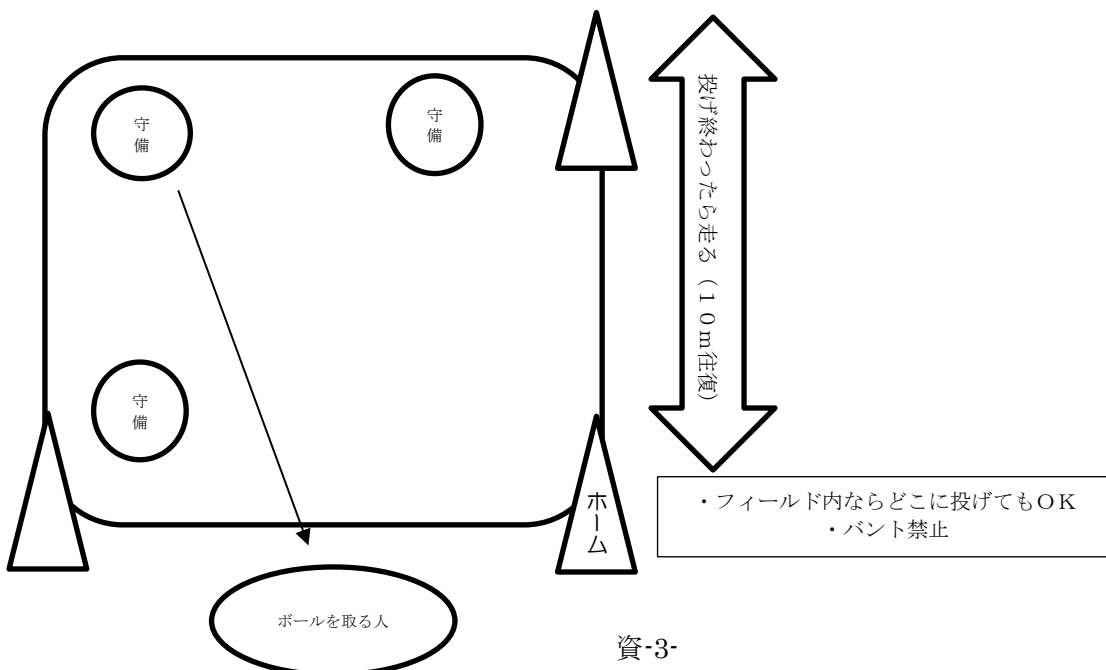 守
備
守
備
投げ終わったら走る（１０ｍ往復）
守
備
ホーム
・フィールド内ならどこに投げてもＯＫ
・バント禁止
ボールを取る人
資-3-